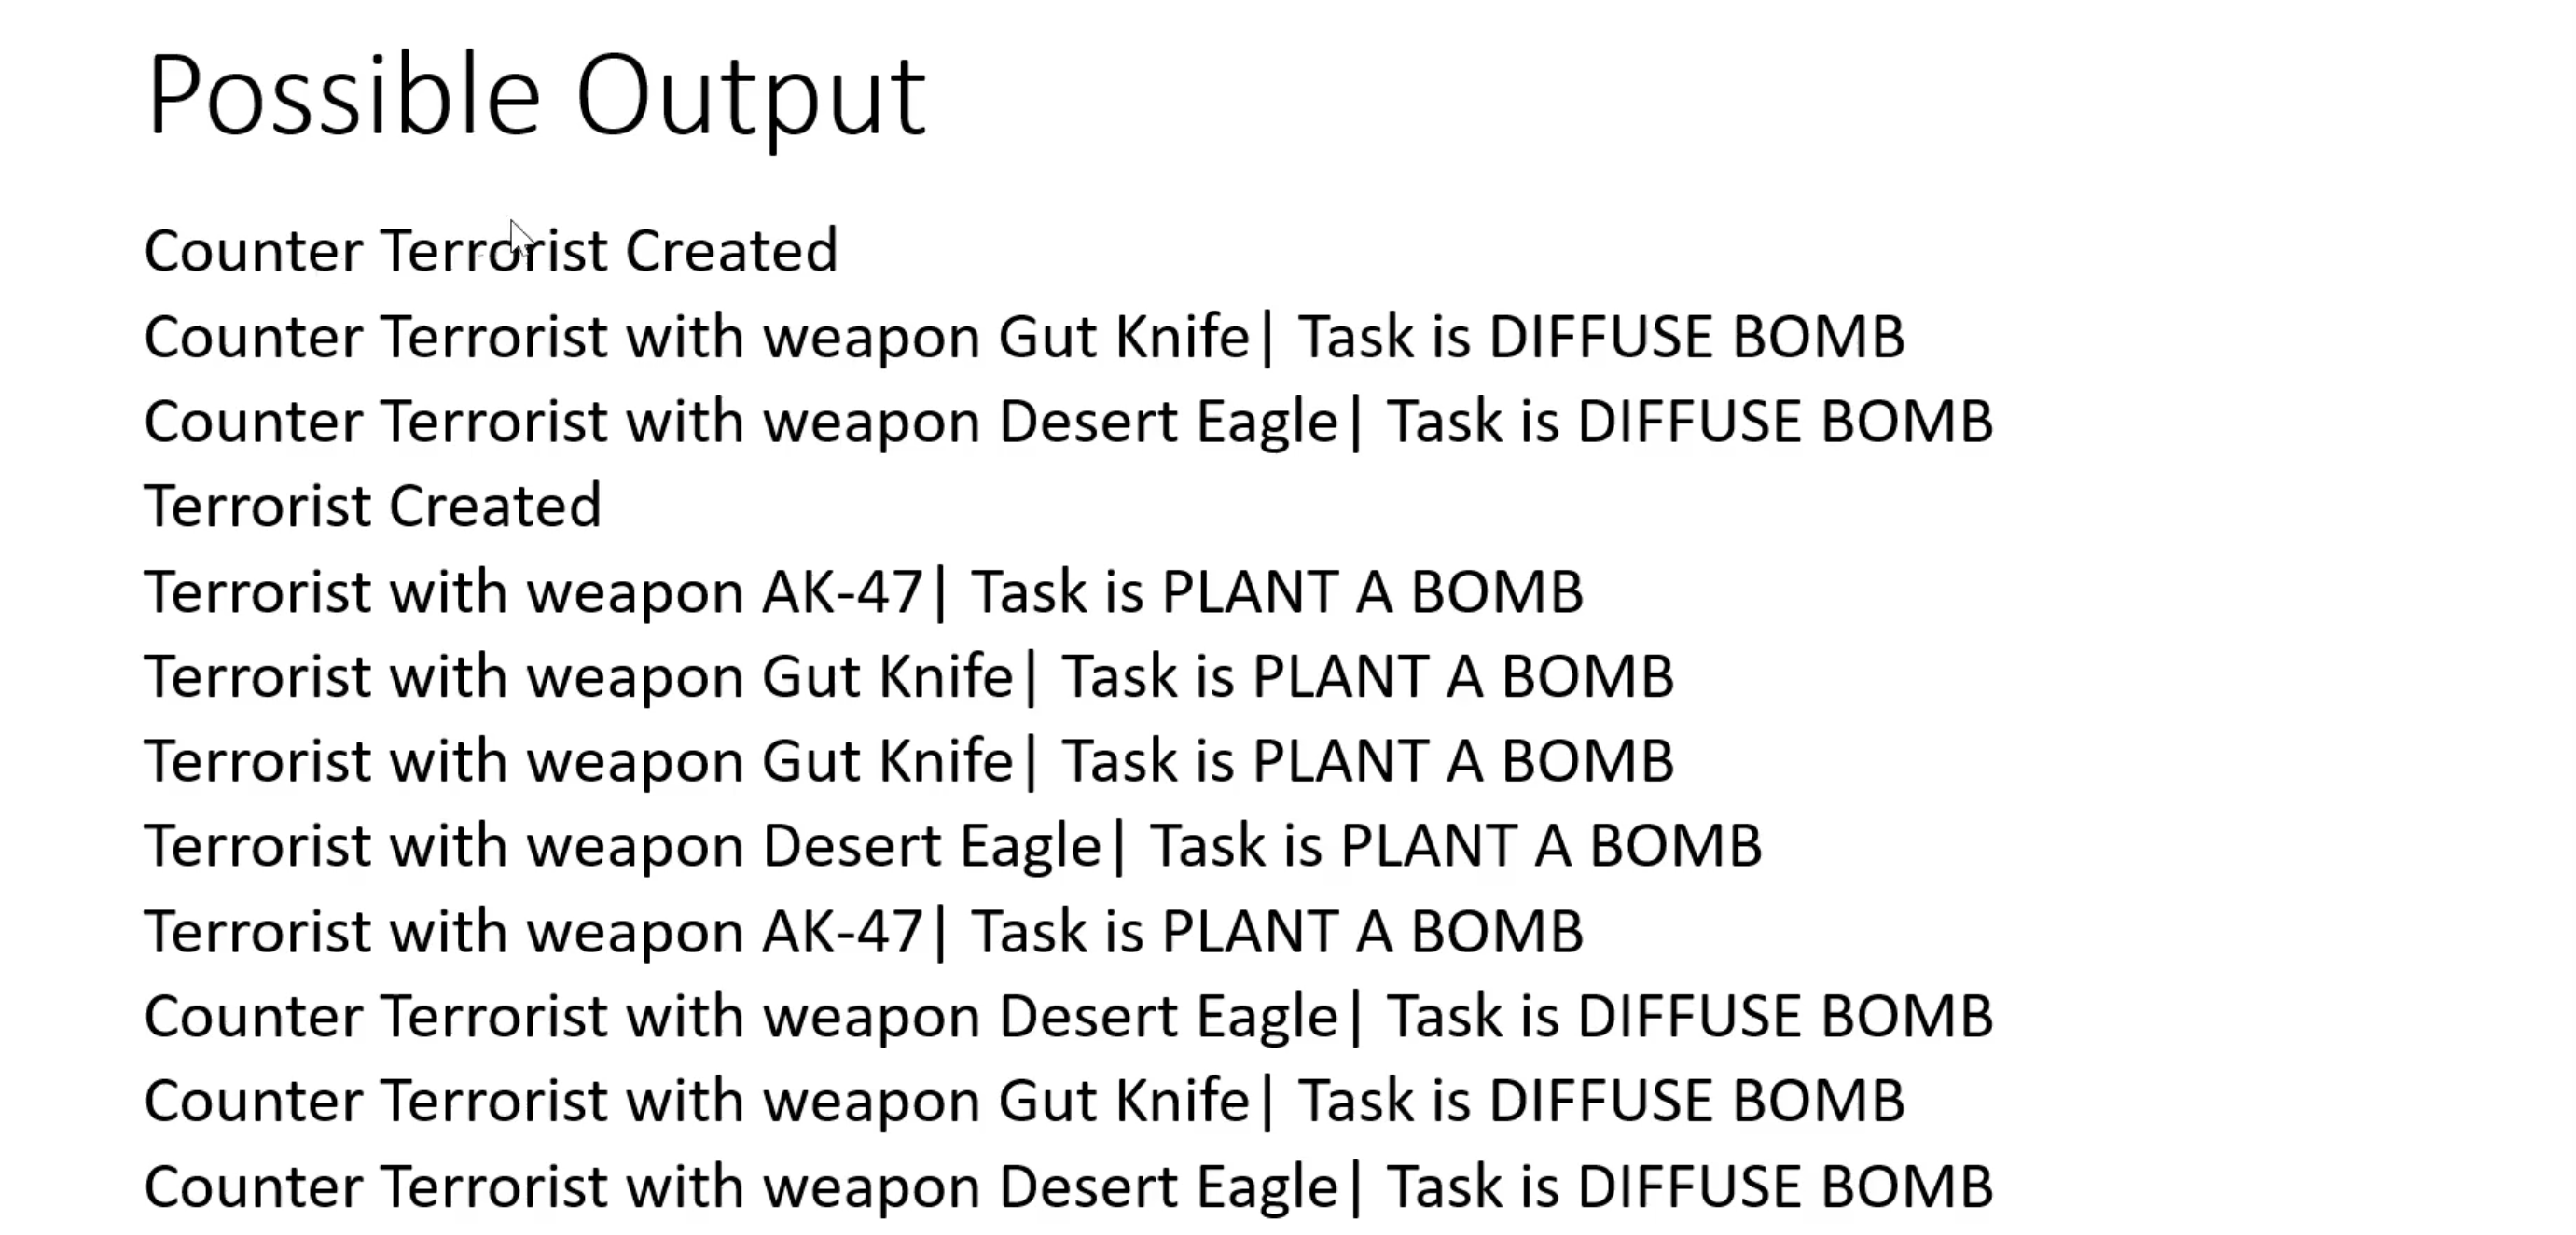 Possible Output
Counter Terrorist Created
Counter Terrorist with weapon Gut Knife| Task is DIFFUSE BOMB
Counter Terrorist with weapon Desert Eagle| Task is DIFFUSE BOMB
Terrorist Created
Terrorist with weapon AK-47| Task is PLANT A BOMB
Terrorist with weapon Gut Knife| Task is PLANT A BOMB
Terrorist with weapon Gut Knife| Task is PLANT A BOMB
Terrorist with weapon Desert Eagle| Task is PLANT A BOMB
Terrorist with weapon AK-47| Task is PLANT A BOMB
Counter Terrorist with weapon Desert Eagle| Task is DIFFUSE BOMB
Counter Terrorist with weapon Gut Knife| Task is DIFFUSE BOMB
Counter Terrorist with weapon Desert Eagle| Task is DIFFUSE BOMB